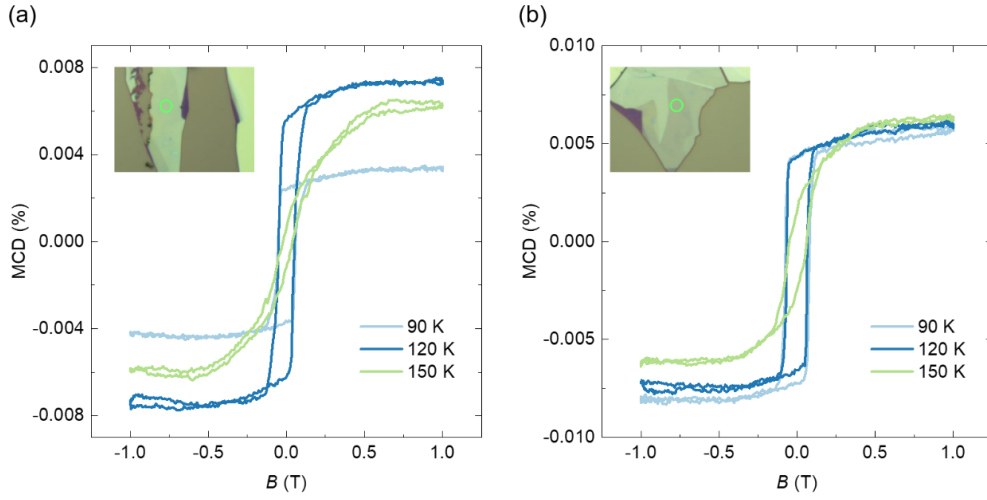 (a)
MCD (%)
0.008
0.004
0.000
-0.004
-0.008
90 K
120 K
150 K
-1.0 -0.5 0.0 0.5 1.0
B (T)
(b)
MCD (%)
0.010
0.005
0.000
-0.005
-0.010
90 K
120 K
150 K
-1.0 -0.5 0.0 0.5 1.0
B (T)